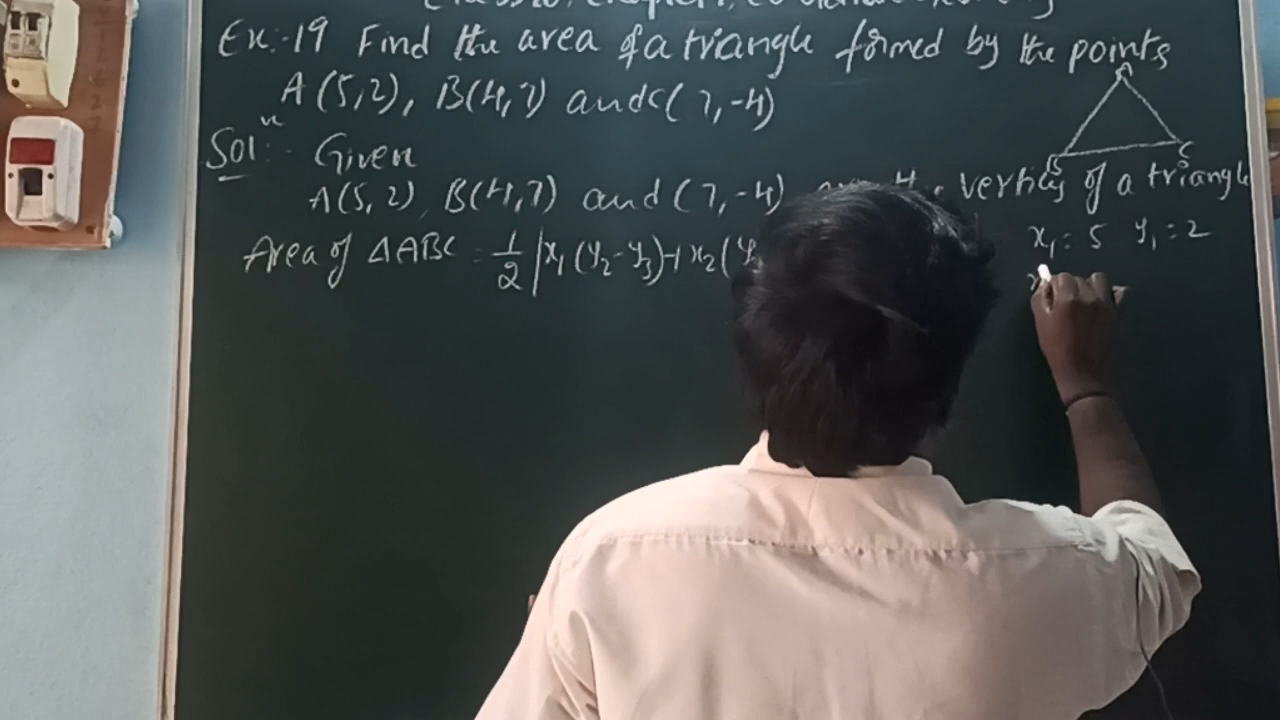 Ex:-19 Find the area of a triangle formed by the points
A(5,2), B(4,7) and C(7,-4)
A
B C
Solⁿ:- Given
A(5,2), B(4,7) and (7,-4) vertices of a triangle
Area of ΔABC = 1/2 |x₁(y₂-y₃)+x₂(y
x₁ = 5 y₁ = 2